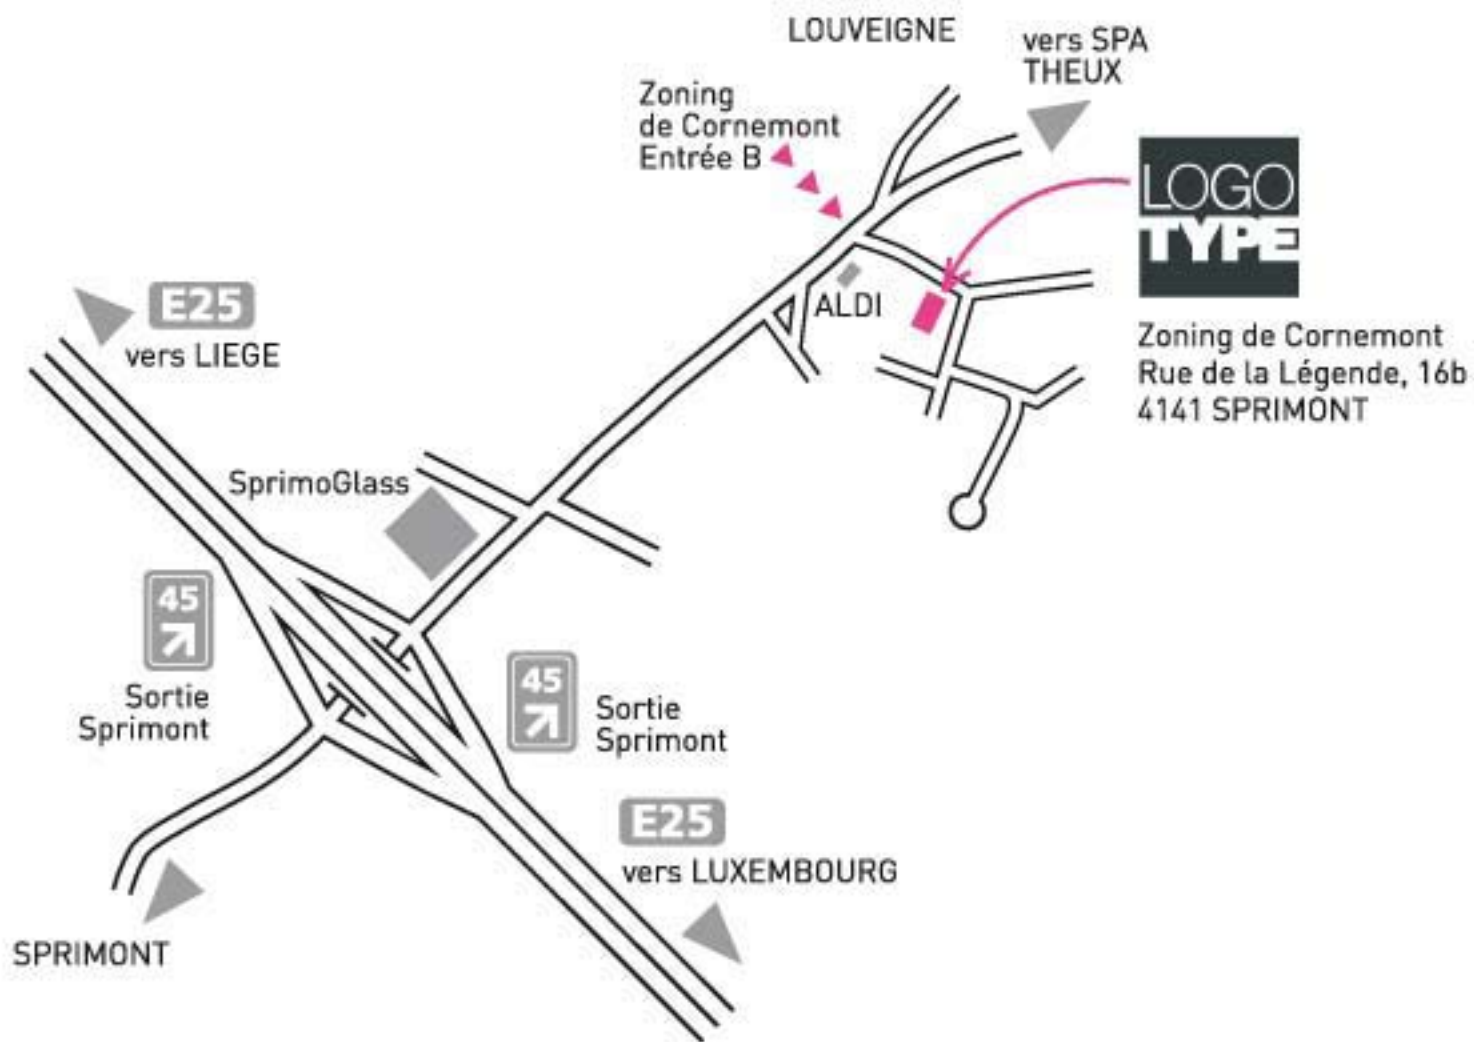 LOUVEIGNE
vers SPA
THEUX
Zoning
de Cornemont
Entrée B
LOGO
TYPE
Zoning de Cornemont
Rue de la Légende, 16b
4141 SPRIMONT
ALDI
E25
vers LIEGE
SprimoGlass
45
Sortie
Sprimont
45
Sortie
Sprimont
E25
vers LUXEMBOURG
SPRIMONT